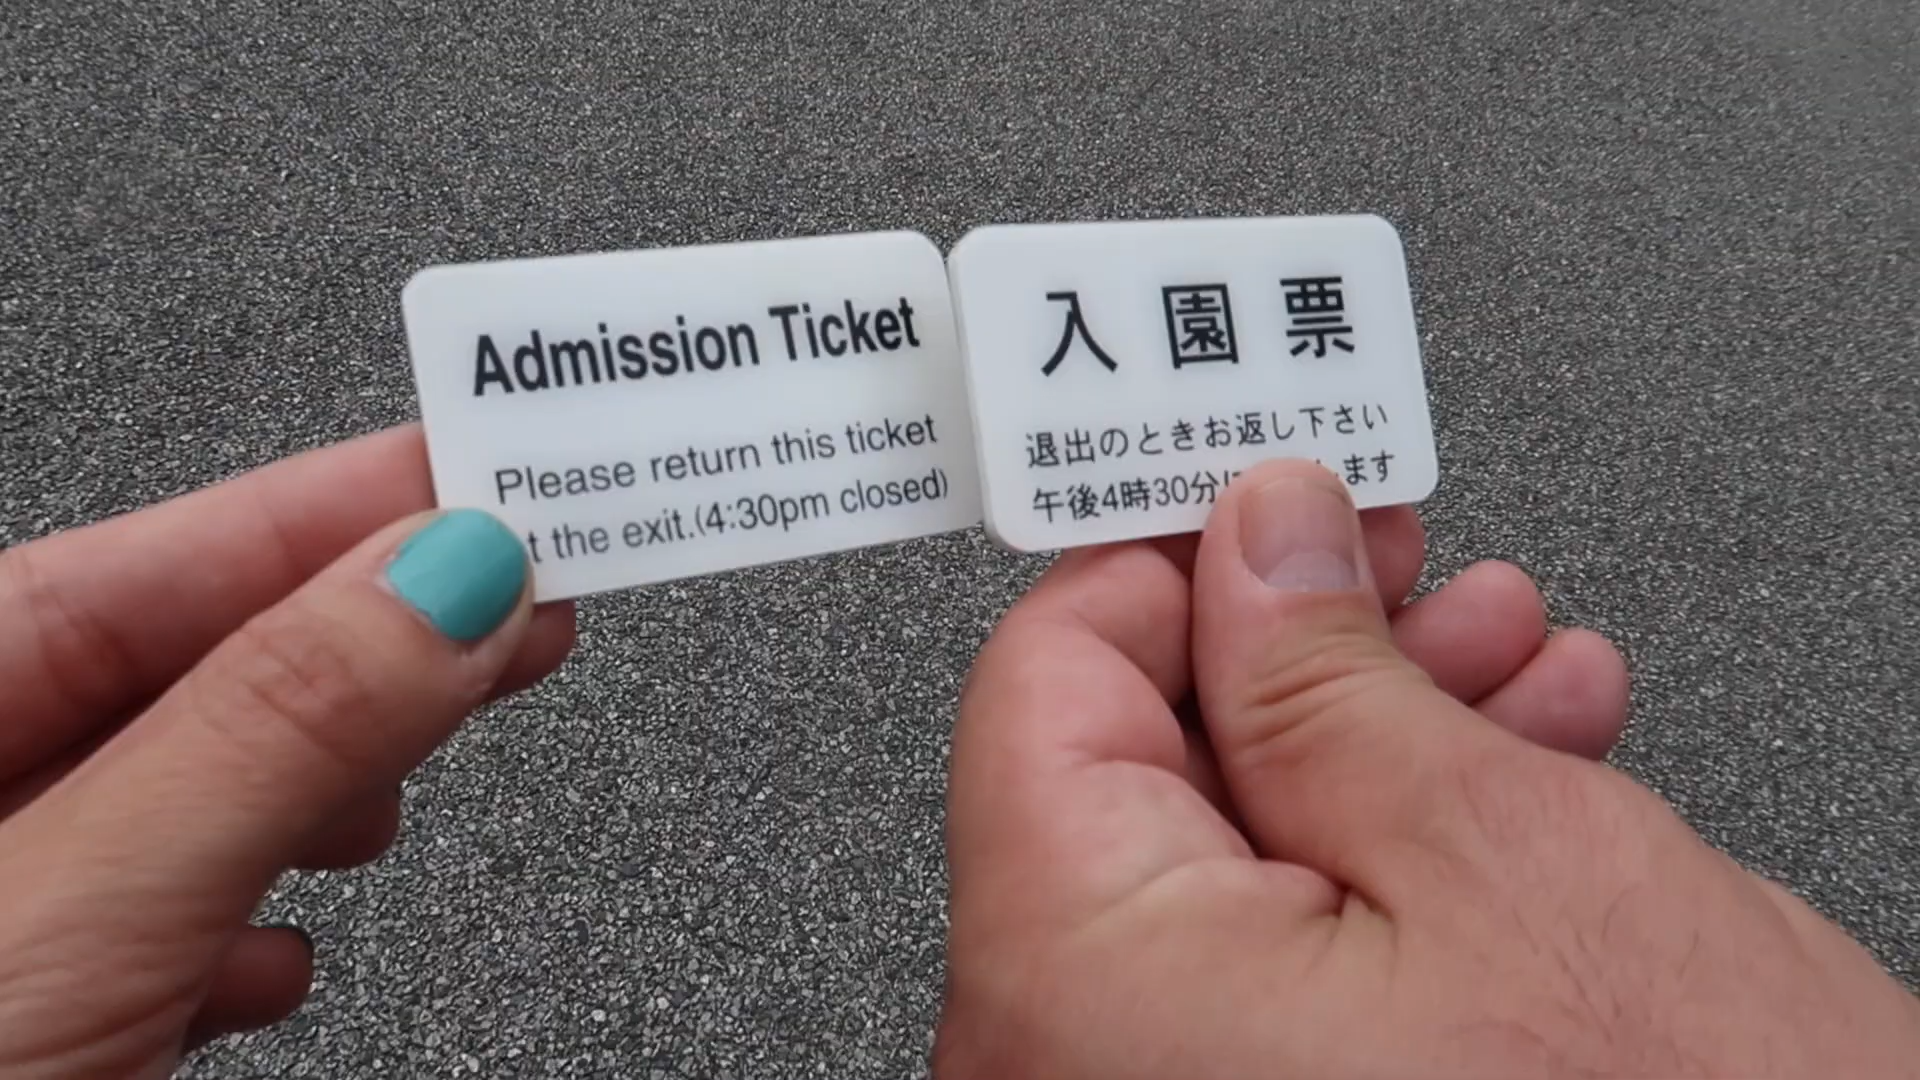 Admission Ticket
Please return this ticket
t the exit.(4:30pm closed)
入園票
退出のときお返し下さい
午後4時30分 ます